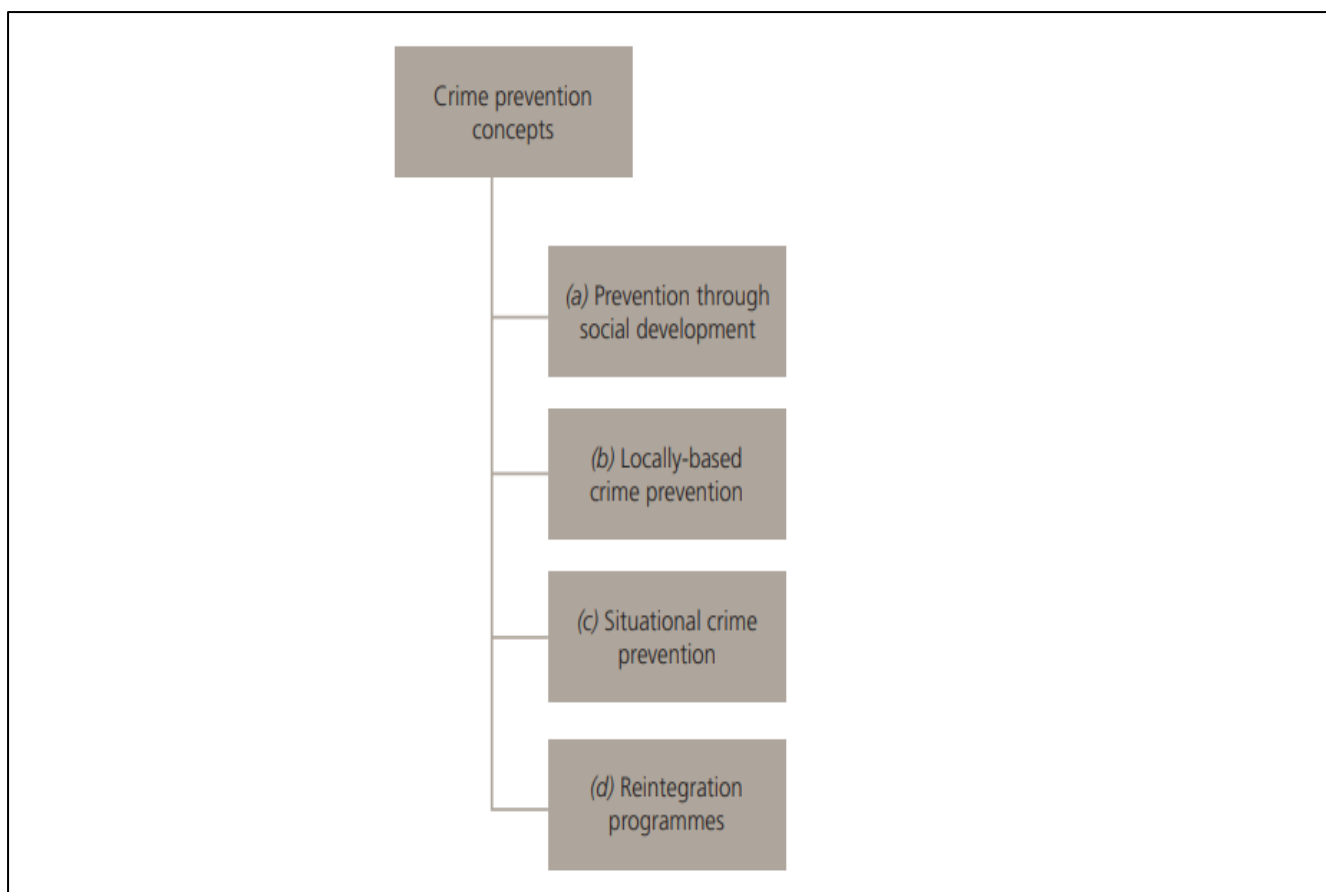 Crime prevention
concepts
(a) Prevention through
social development
(b) Locally-based
crime prevention
(c) Situational crime
prevention
(d) Reintegration
programmes